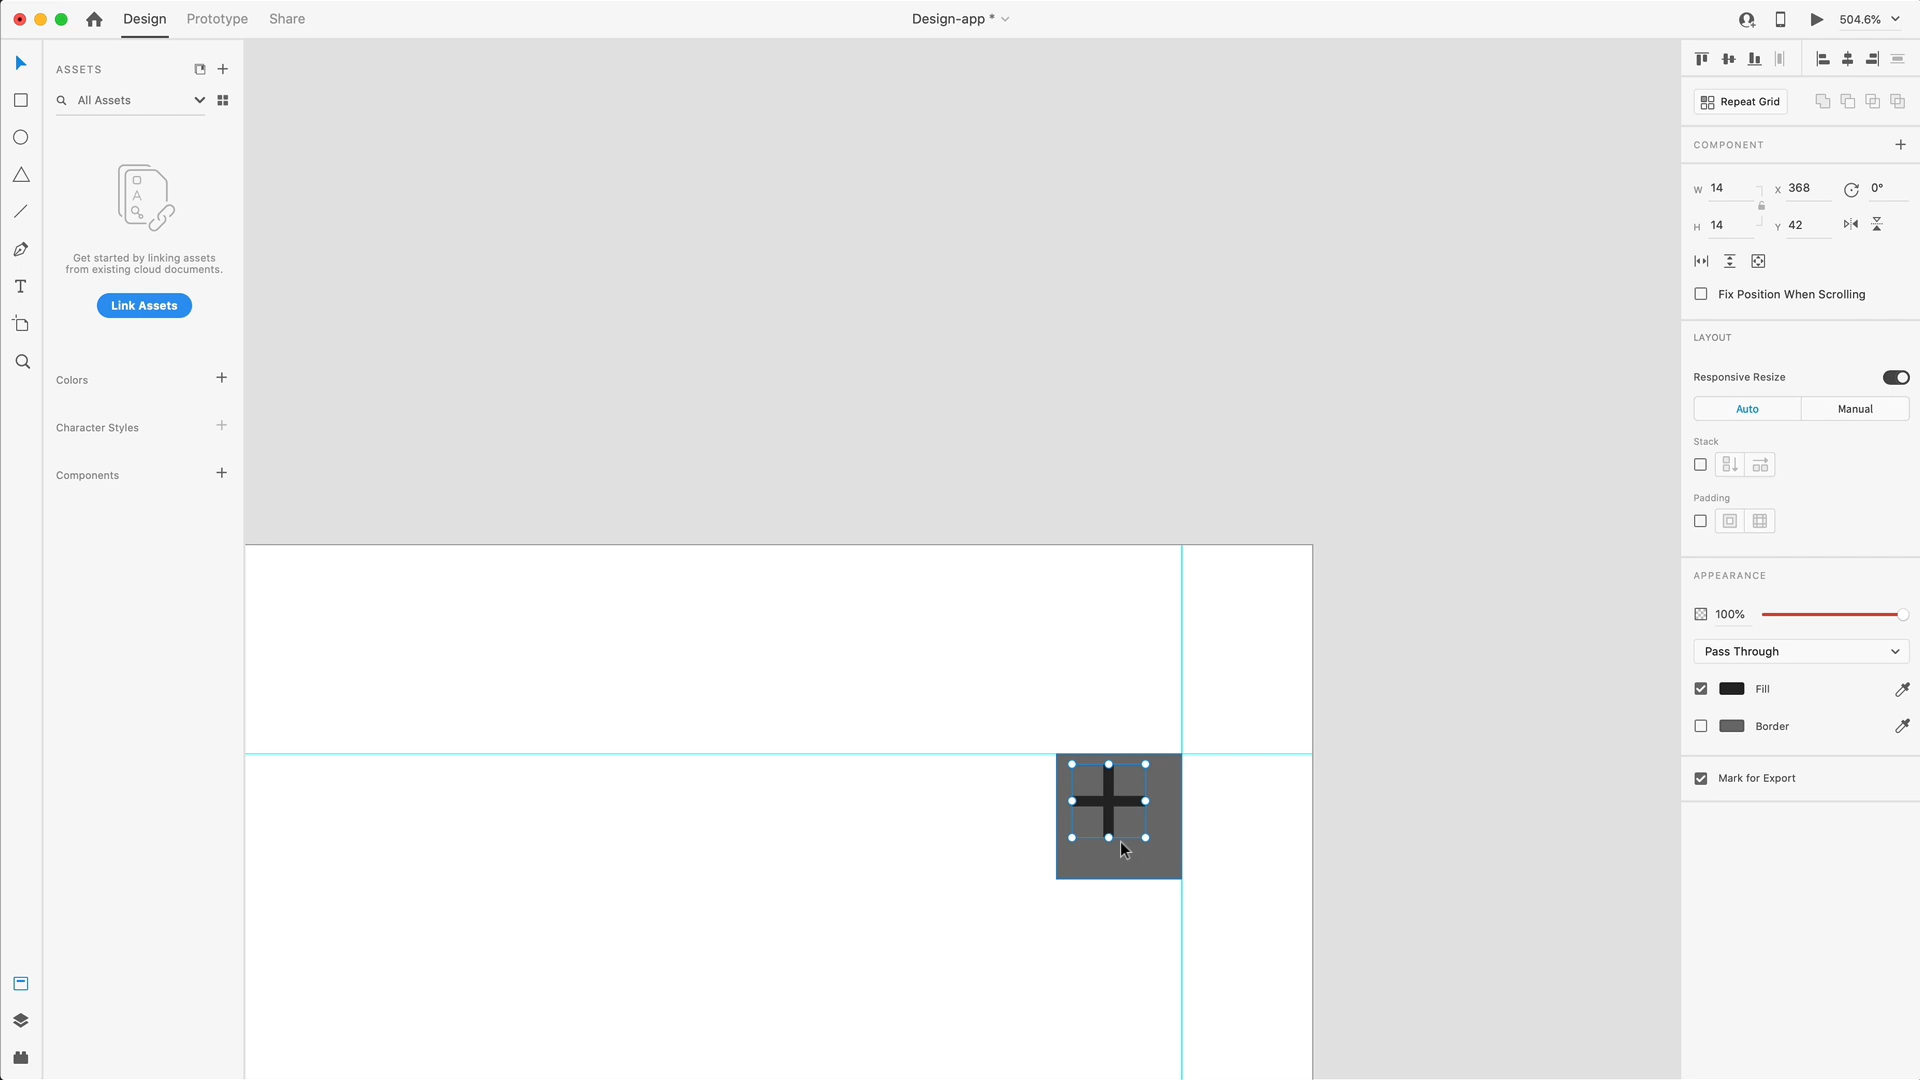 Design Prototype Share Design-app * 504.6%
ASSETS
All Assets
A
Get started by linking assets
from existing cloud documents.
Link Assets
Colors
Character Styles
Components
Repeat Grid
COMPONENT
W 14 X 368 0°
H 14 Y 42
Fix Position When Scrolling
LAYOUT
Responsive Resize
Auto Manual
Stack
Padding
APPEARANCE
100%
Pass Through
Fill
Border
Mark for Export